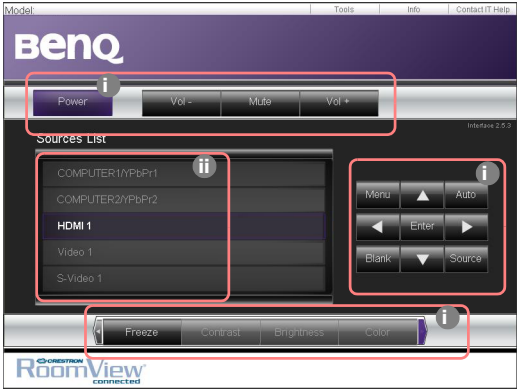 Model: Tools Info Contact IT Help
BenQ
i
Power Vol - Mute Vol +
Interface 2.5.3
Sources List
ii
i
COMPUTER1/YPbPr1
COMPUTER2/YPbPr2
HDMI 1
Video 1
S-Video 1
Menu Auto
Enter
Blank Source
i
Freeze Contrast Brightness Color
CRESTRON
RoomView
connected